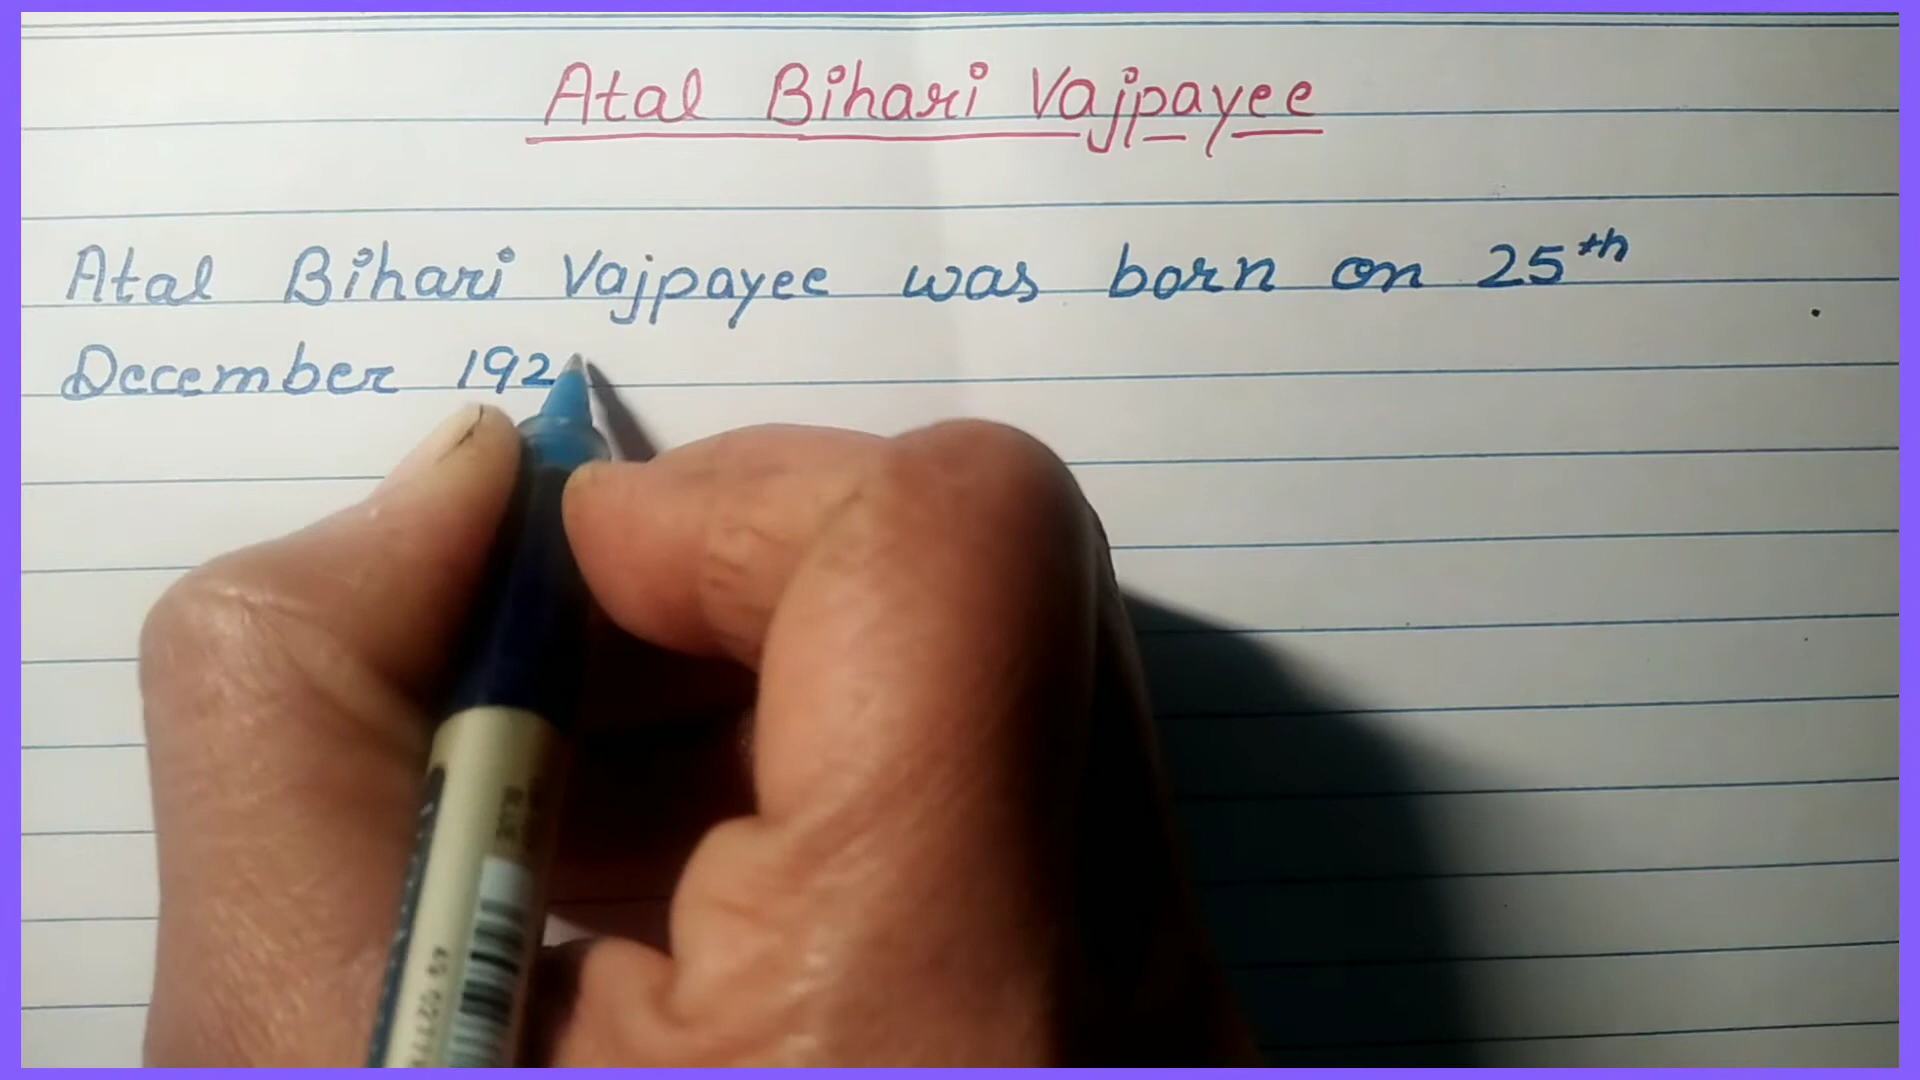 Atal Bihari Vajpayee
Atal Bihari Vajpayee was born on 25th
December 192